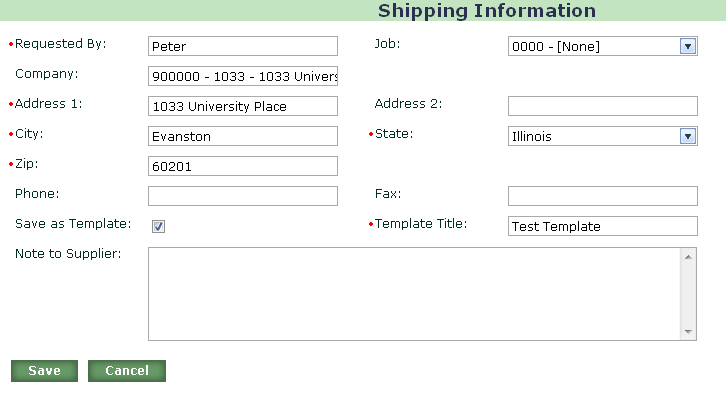 Shipping Information
•Requested By: Peter Job: 0000 - [None]
Company: 900000 - 1033 - 1033 Univers
•Address 1: 1033 University Place Address 2:
•City: Evanston •State: Illinois
•Zip: 60201
Phone: Fax:
Save as Template: •Template Title: Test Template
Note to Supplier:
Save Cancel